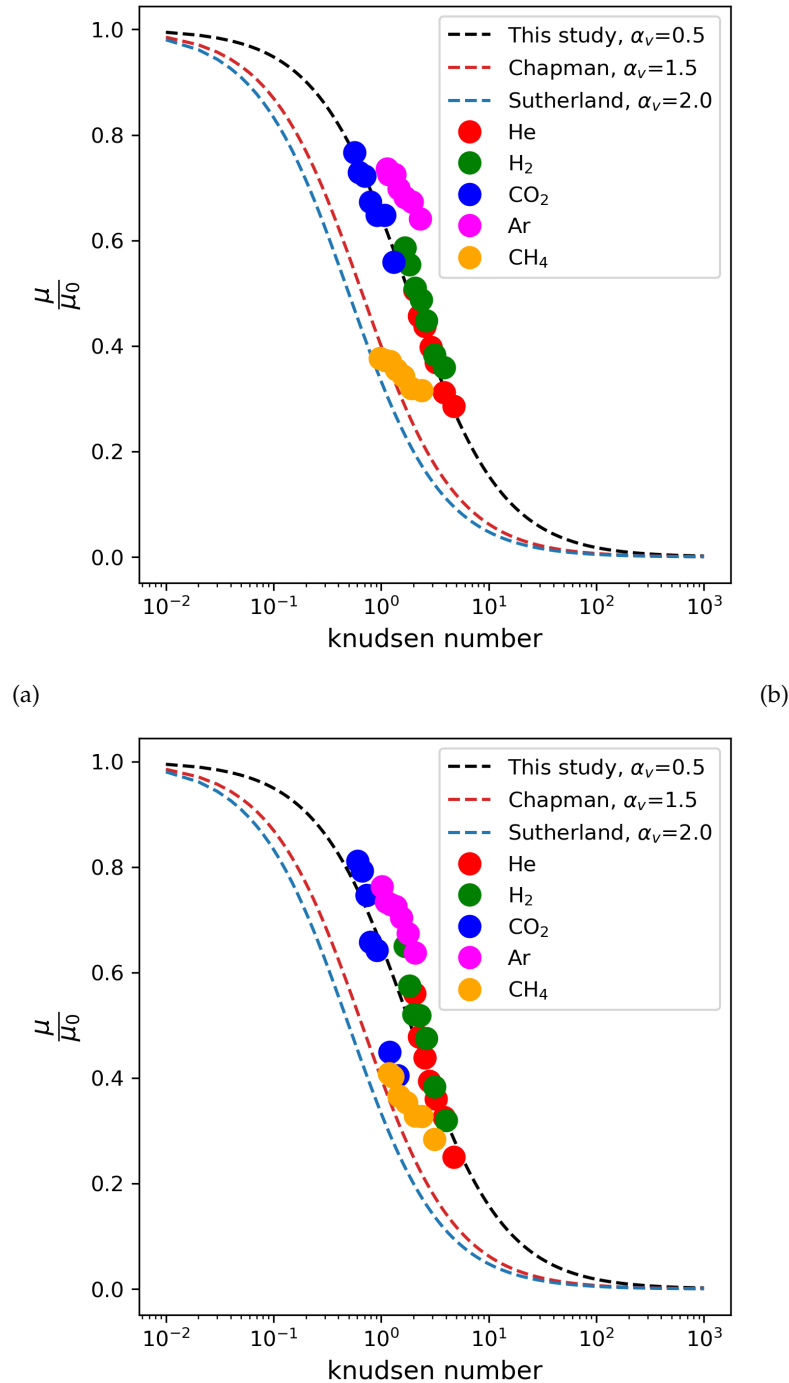 1.0
0.8
0.6
0.4
0.2
0.0
μ
μ₀
This study, αᵥ=0.5
Chapman, αᵥ=1.5
Sutherland, αᵥ=2.0
He
H₂
CO₂
Ar
CH₄
10⁻² 10⁻¹ 10⁰ 10¹ 10² 10³
knudsen number
(a) (b)
1.0
0.8
0.6
0.4
0.2
0.0
μ
μ₀
This study, αᵥ=0.5
Chapman, αᵥ=1.5
Sutherland, αᵥ=2.0
He
H₂
CO₂
Ar
CH₄
10⁻² 10⁻¹ 10⁰ 10¹ 10² 10³
knudsen number